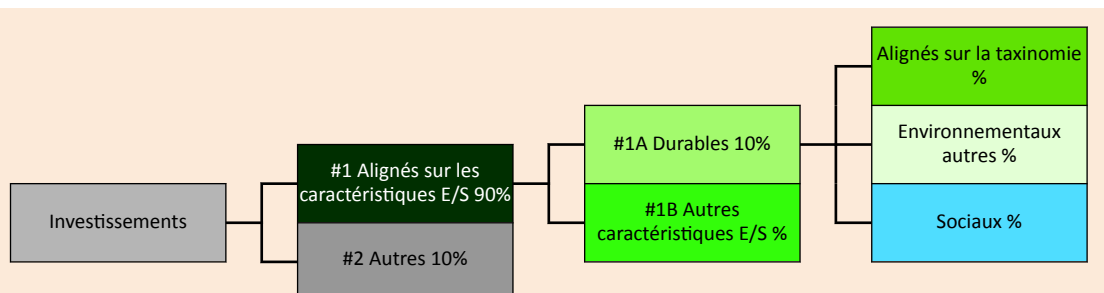 Investissements
#1 Alignés sur les
caractéristiques E/S 90%
#2 Autres 10%
#1A Durables 10%
#1B Autres
caractéristiques E/S %
Alignés sur la taxinomie
%
Environnementaux
autres %
Sociaux %